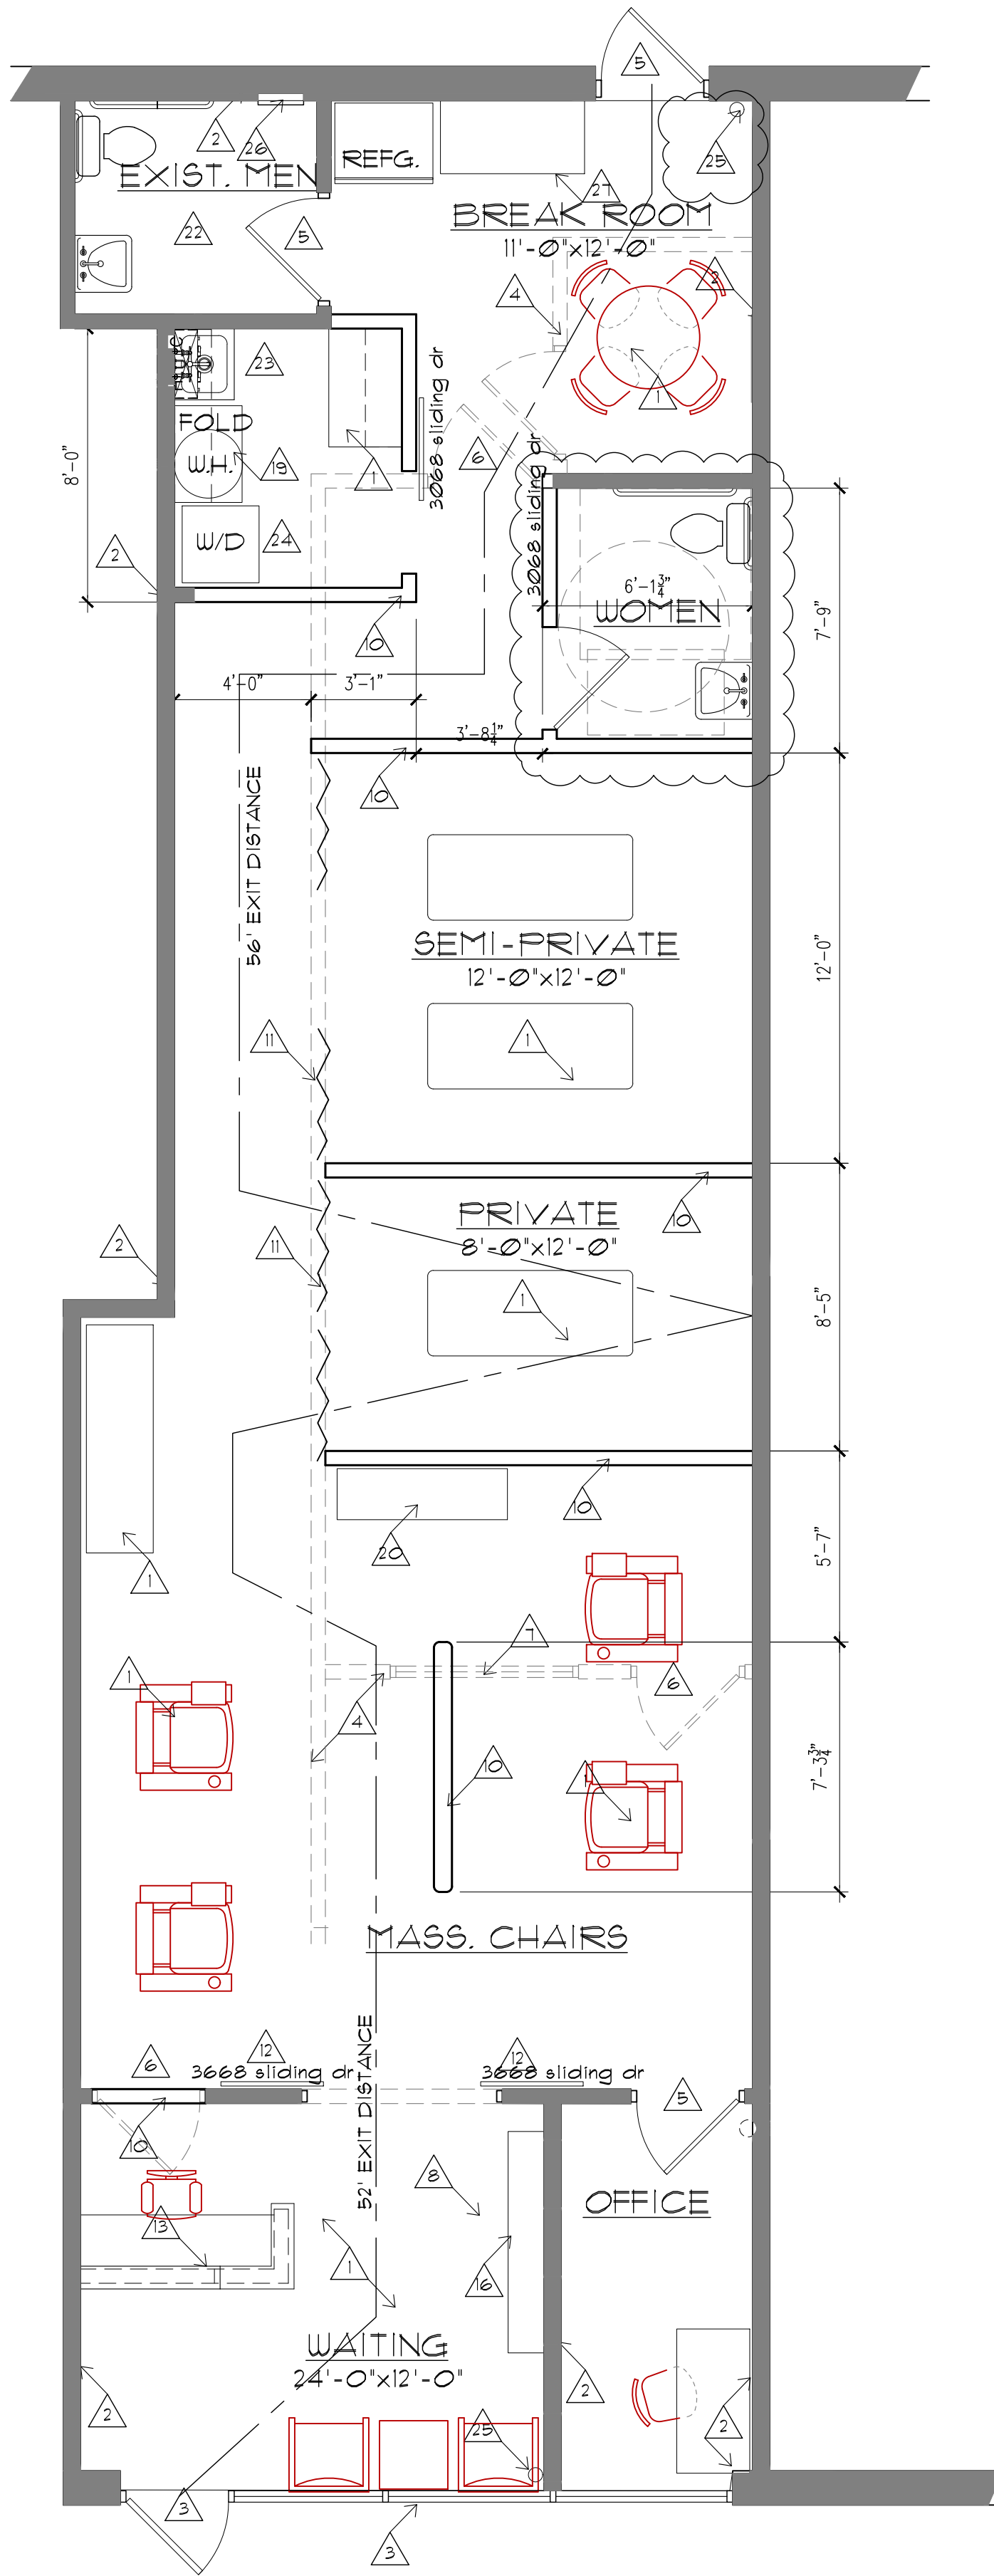 5
2
26
25
REFG.
EXIST. MEN
27
BREAK ROOM
11'-0"x12'-0"
22
5
2
4
1
23
3068 sliding dr
FOLD
W.H.
19
1
6
8'-0"
3068 sliding dr
W/D
24
2
6'-1 3/4"
WOMEN
7'-9"
10
4'-0"
3'-1"
3'-8 1/4"
10
56' EXIT DISTANCE
SEMI-PRIVATE
12'-0"x12'-0"
12'-0"
11
1
PRIVATE
8'-0"x12'-0"
10
2
11
1
8'-5"
10
20
1
5'-7"
7
1
6
4
10
1
7'-3 3/4"
MASS. CHAIRS
12
12
6
3668 sliding dr
3668 sliding dr
5
10
52' EXIT DISTANCE
8
OFFICE
13
1
16
WAITING
24'-0"x12'-0"
2
2
2
25
3
3